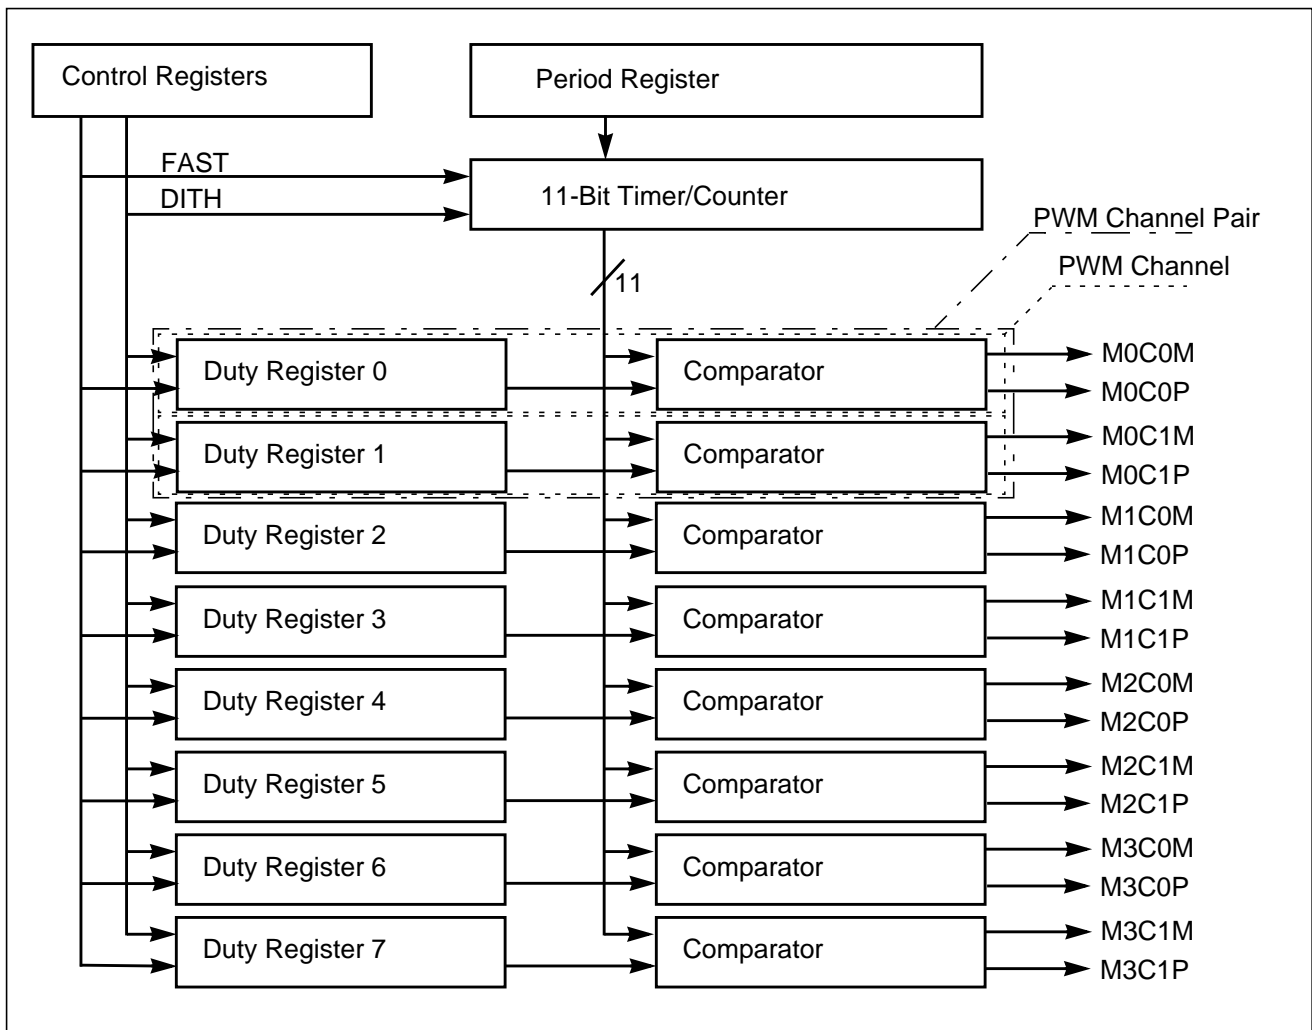 Control Registers
Period Register
FAST
DITH
11-Bit Timer/Counter
PWM Channel Pair
PWM Channel
11
Duty Register 0
Comparator
M0C0M
M0C0P
Duty Register 1
Comparator
M0C1M
M0C1P
Duty Register 2
Comparator
M1C0M
M1C0P
Duty Register 3
Comparator
M1C1M
M1C1P
Duty Register 4
Comparator
M2C0M
M2C0P
Duty Register 5
Comparator
M2C1M
M2C1P
Duty Register 6
Comparator
M3C0M
M3C0P
Duty Register 7
Comparator
M3C1M
M3C1P